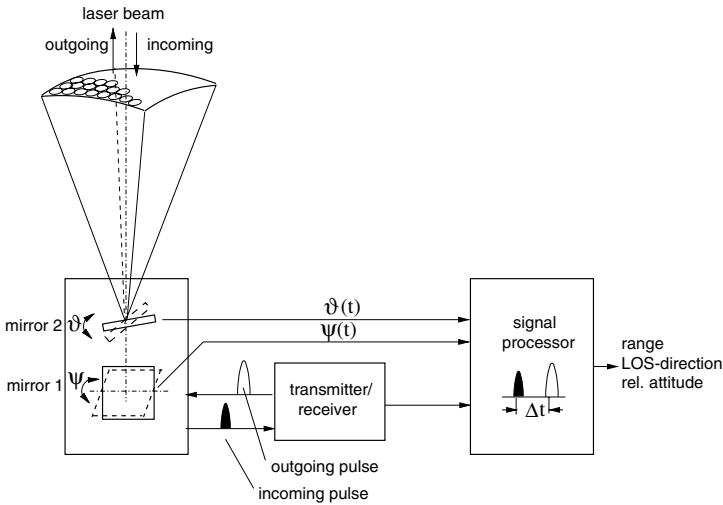 laser beam
outgoing incoming
mirror 2 ϑ
ϑ(t)
ψ(t)
mirror 1 ψ
transmitter/
receiver
signal
processor
Δt
range
LOS-direction
rel. attitude
outgoing pulse
incoming pulse